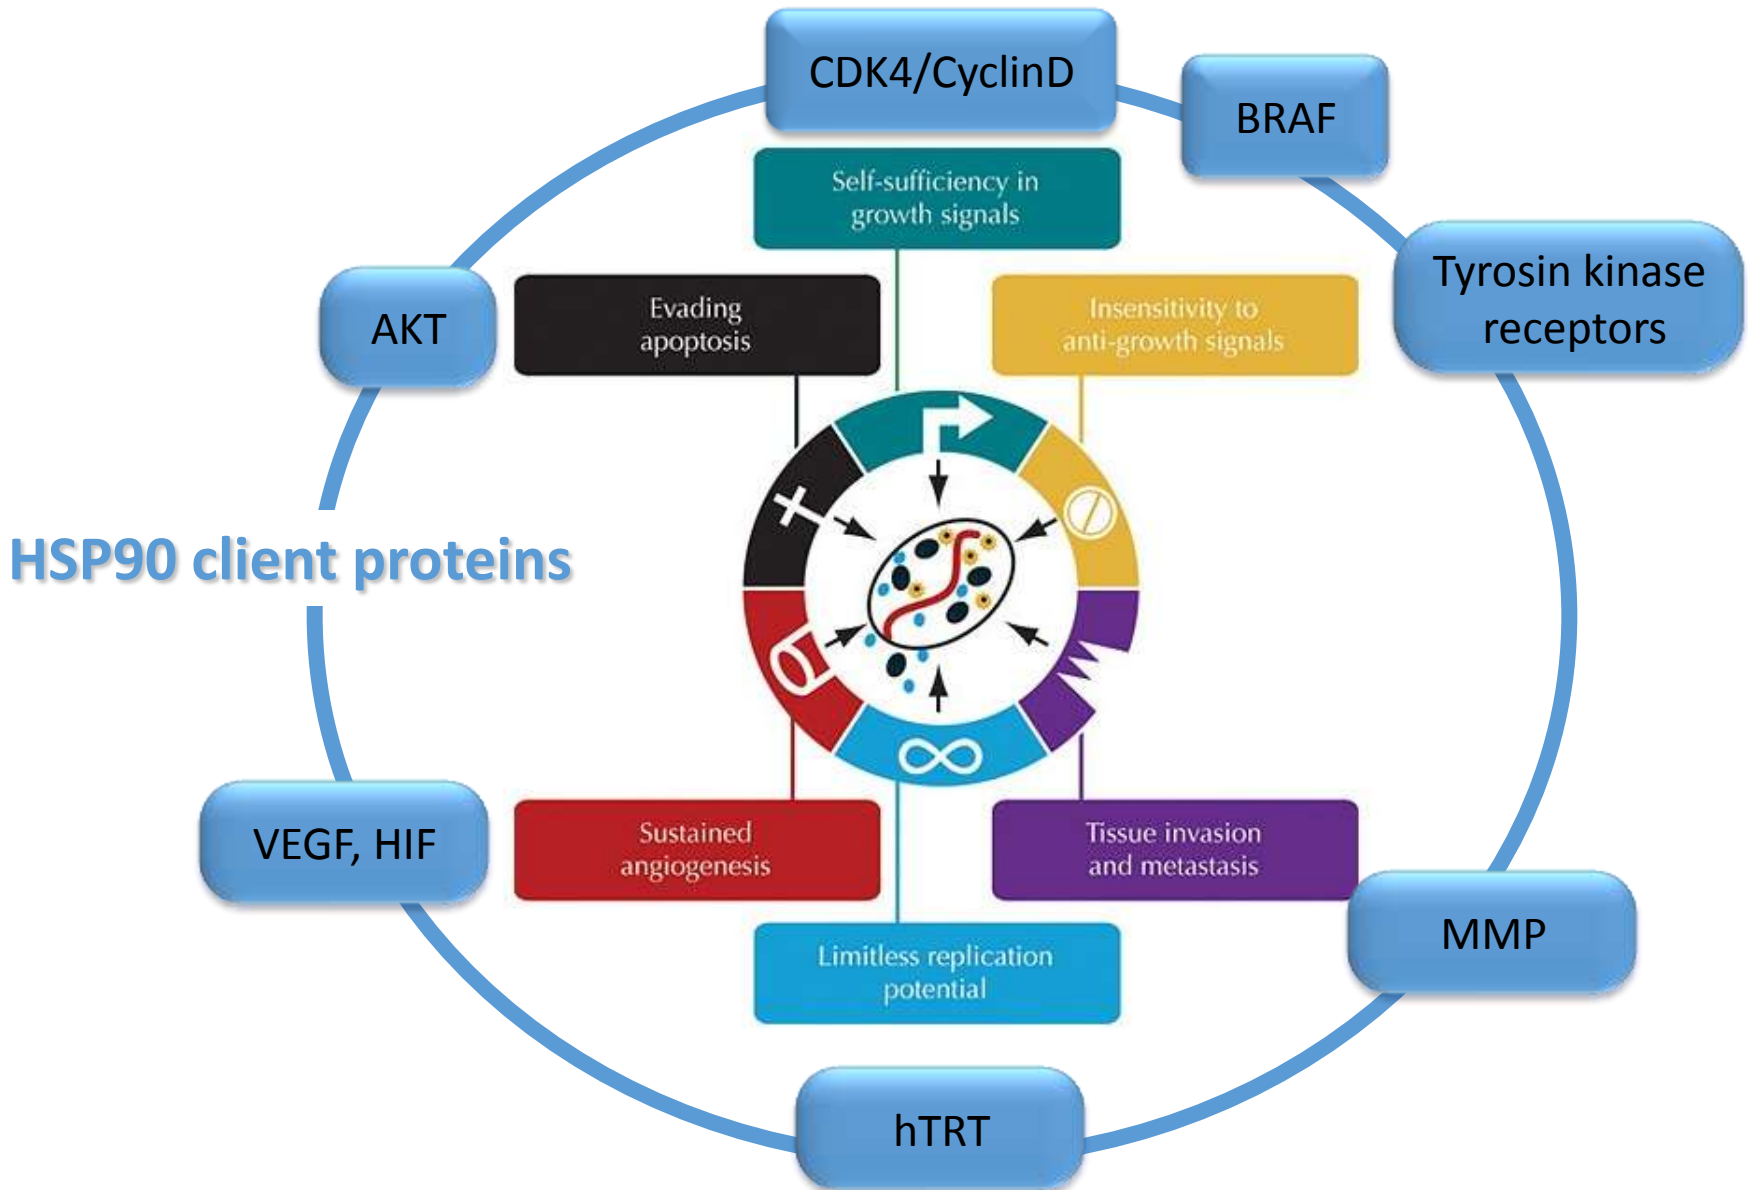 CDK4/CyclinD
BRAF
Self-sufficiency in
growth signals
Tyrosin kinase
receptors
AKT
Evading
apoptosis
Insensitivity to
anti-growth signals
HSP90 client proteins
VEGF, HIF
Sustained
angiogenesis
Tissue invasion
and metastasis
MMP
Limitless replication
potential
hTRT